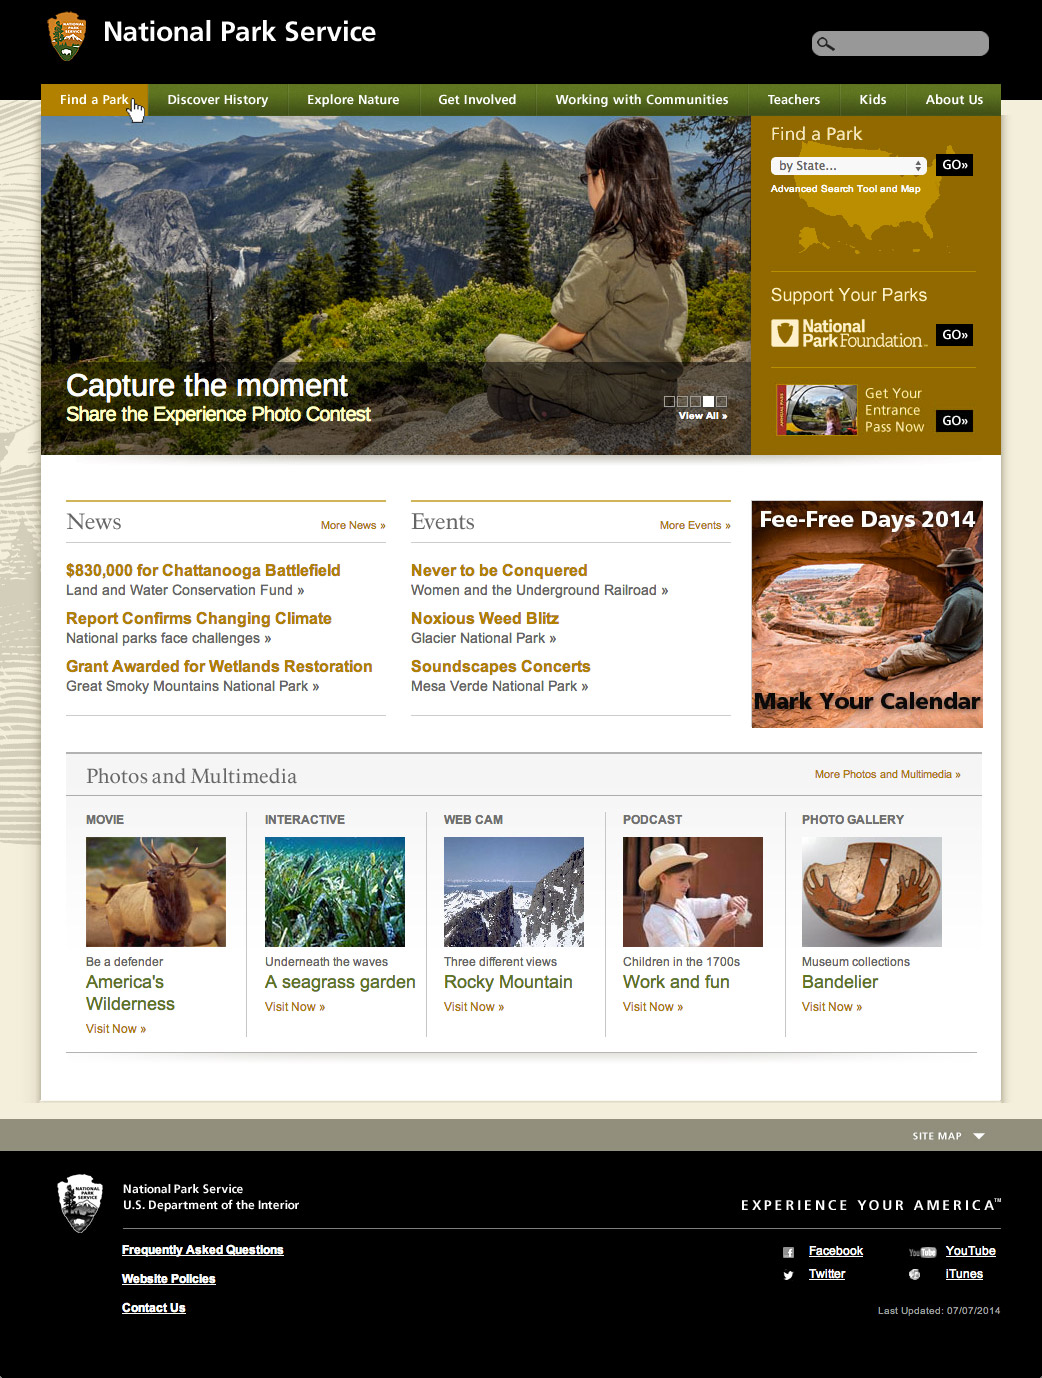 National Park Service
Find a Park
Discover History
Explore Nature
Get Involved
Working with Communities
Teachers
Kids
About Us
Find a Park
by State...
GO»
Advanced Search Tool and Map
Support Your Parks
National
Park Foundation™
GO»
Get Your
Entrance
Pass Now
GO»
Capture the moment
Share the Experience Photo Contest
View All »
News
More News »
$830,000 for Chattanooga Battlefield
Land and Water Conservation Fund »
Report Confirms Changing Climate
National parks face challenges »
Grant Awarded for Wetlands Restoration
Great Smoky Mountains National Park »
Events
More Events »
Never to be Conquered
Women and the Underground Railroad »
Noxious Weed Blitz
Glacier National Park »
Soundscapes Concerts
Mesa Verde National Park »
Fee-Free Days 2014
Mark Your Calendar
Photos and Multimedia
More Photos and Multimedia »
MOVIE
Be a defender
America's
Wilderness
Visit Now »
INTERACTIVE
Underneath the waves
A seagrass garden
Visit Now »
WEB CAM
Three different views
Rocky Mountain
Visit Now »
PODCAST
Children in the 1700s
Work and fun
Visit Now »
PHOTO GALLERY
Museum collections
Bandelier
Visit Now »
SITE MAP
NATIONAL
PARK
SERVICE
National Park Service
U.S. Department of the Interior
EXPERIENCE YOUR AMERICA™
Frequently Asked Questions
Website Policies
Contact Us
Facebook
YouTube
Twitter
iTunes
Last Updated: 07/07/2014